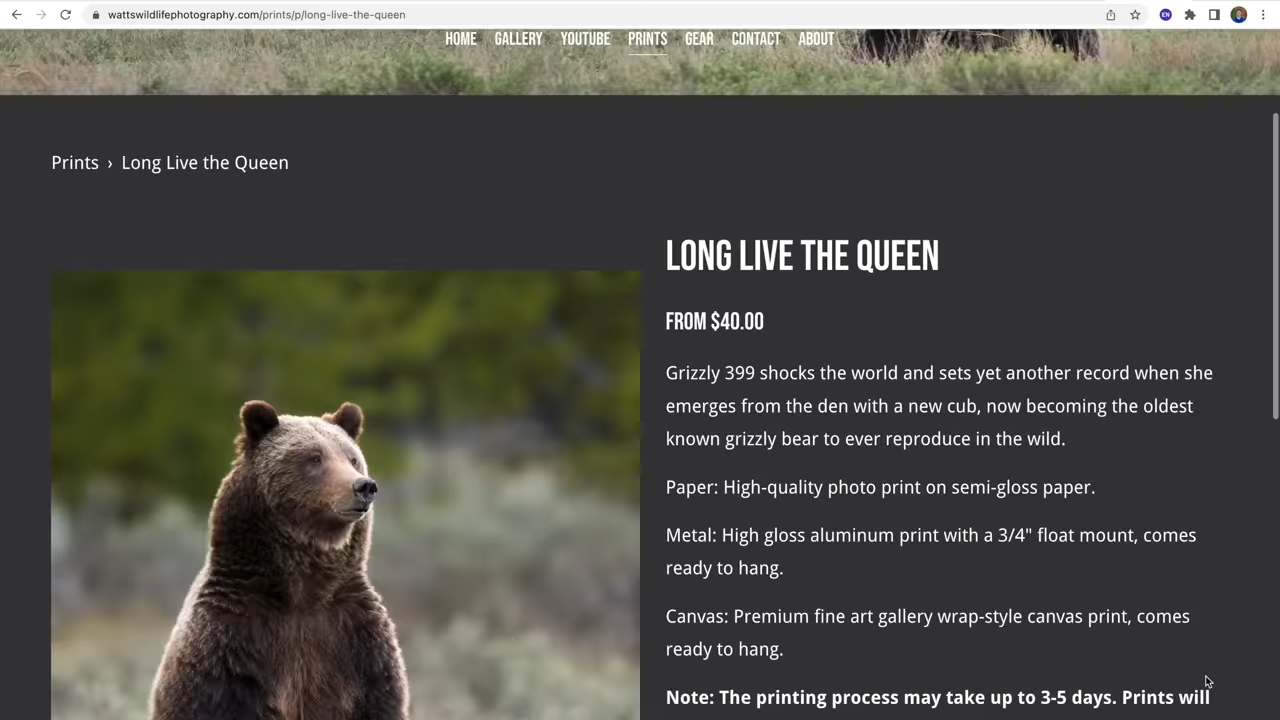 wattswildlifephotography.com/prints/p/long-live-the-queen
EN
HOME GALLERY YOUTUBE PRINTS GEAR CONTACT ABOUT
Prints › Long Live the Queen
LONG LIVE THE QUEEN
FROM $40.00
Grizzly 399 shocks the world and sets yet another record when she
emerges from the den with a new cub, now becoming the oldest
known grizzly bear to ever reproduce in the wild.
Paper: High-quality photo print on semi-gloss paper.
Metal: High gloss aluminum print with a 3/4" float mount, comes
ready to hang.
Canvas: Premium fine art gallery wrap-style canvas print, comes
ready to hang.
Note: The printing process may take up to 3-5 days. Prints will